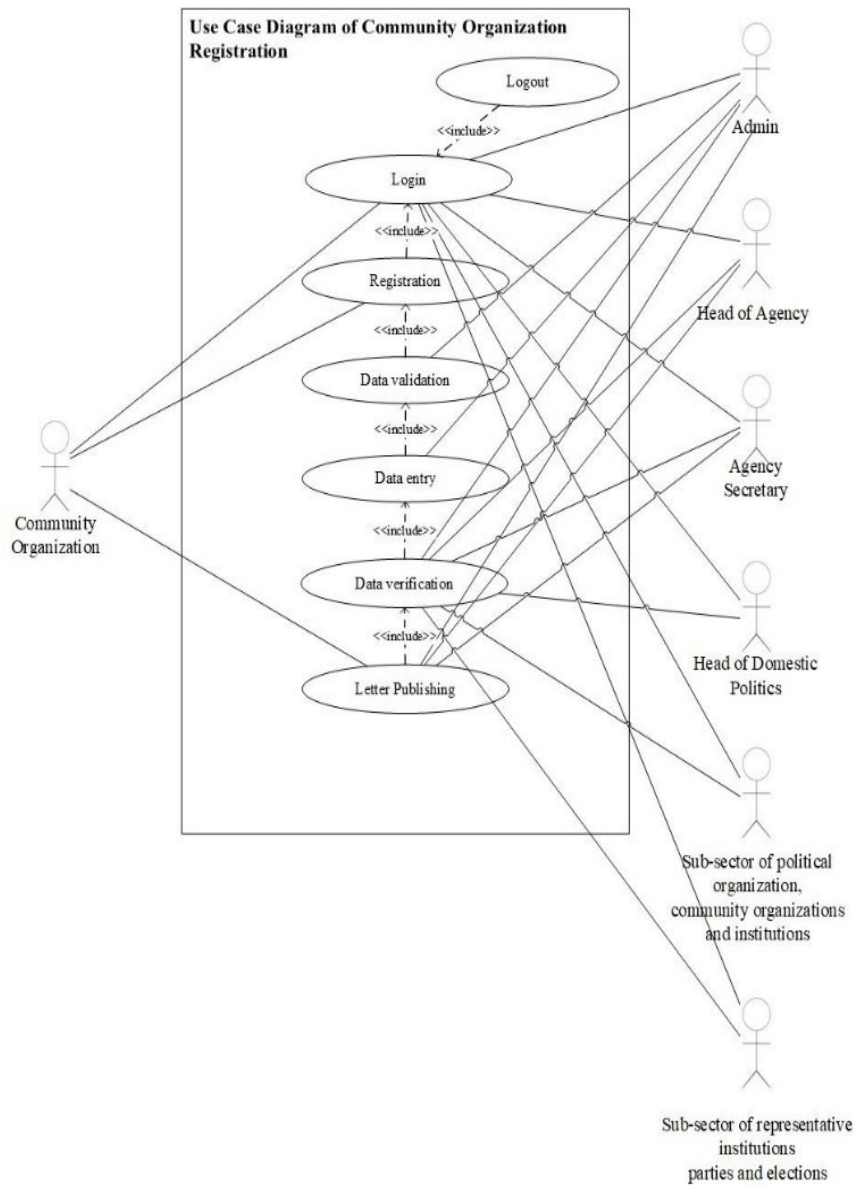 Use Case Diagram of Community Organization
Registration
Logout
<<include>>
Login
<<include>>
Registration
<<include>>
Data validation
<<include>>
Data entry
<<include>>
Data verification
<<include>>
Letter Publishing
Community
Organization
Admin
Head of Agency
Agency
Secretary
Head of Domestic
Politics
Sub-sector of political
organization,
community organizations
and institutions
Sub-sector of representative
institutions
parties and elections